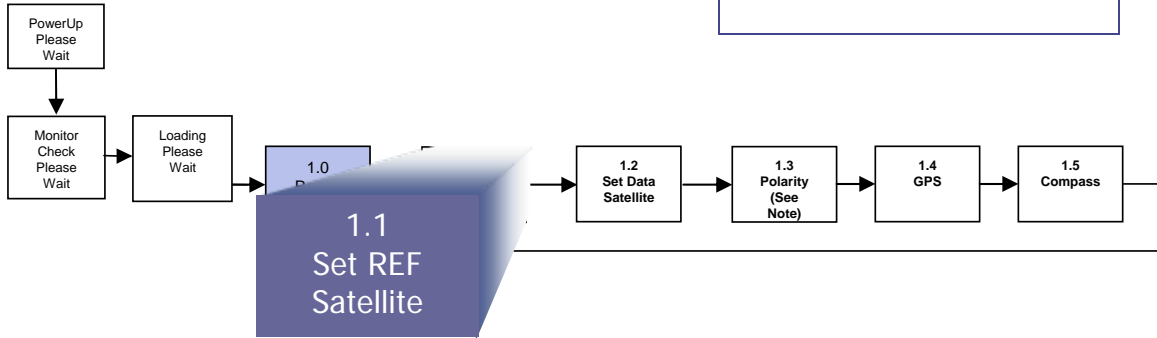 PowerUp
Please
Wait
Monitor
Check
Please
Wait
Loading
Please
Wait
1.0
1.1
Set REF
Satellite
1.2
Set Data
Satellite
1.3
Polarity
(See
Note)
1.4
GPS
1.5
Compass